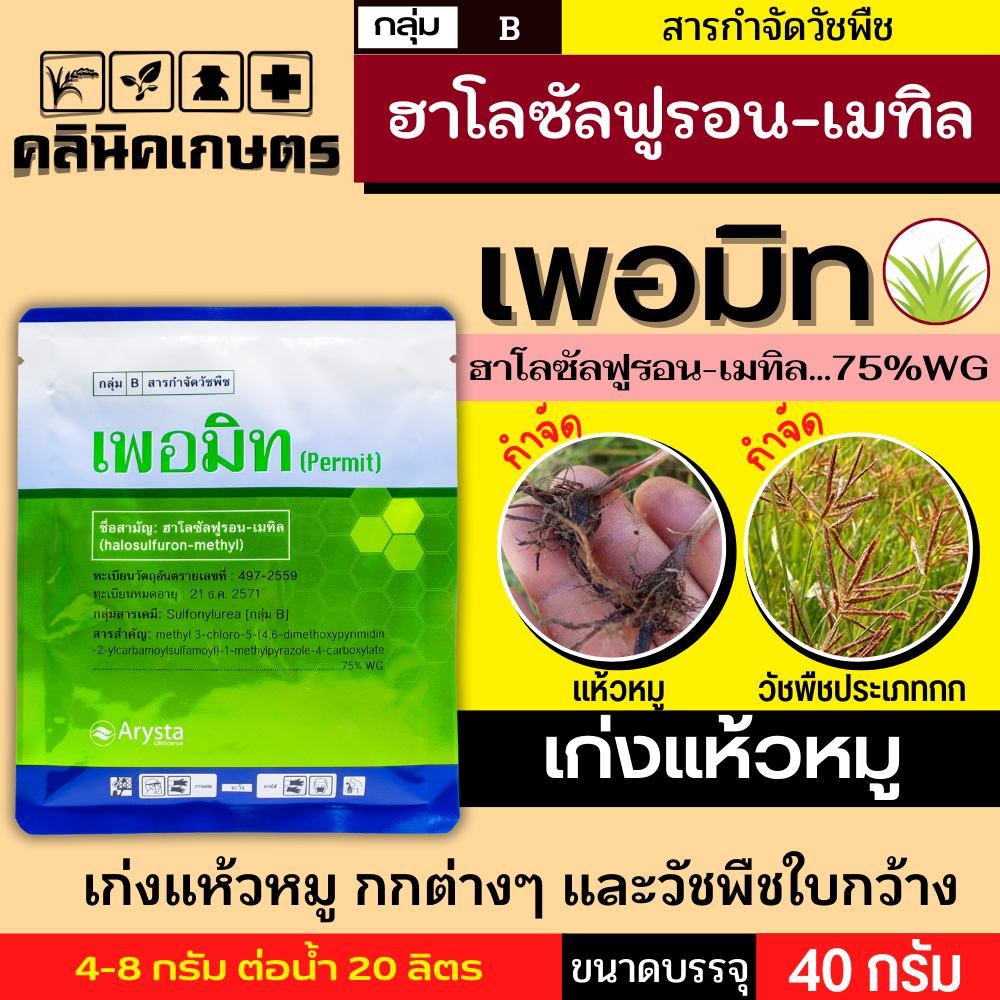 กลุ่ม B สารกำจัดวัชพืช
คลินิคเกษตร
ฮาโลซัลฟูรอน-เมทิล
เพอมิท
ฮาโลซัลฟูรอน-เมทิล...75%WG
กลุ่ม B สารกำจัดวัชพืช
เพอมิท (Permit)
ชื่อสามัญ: ฮาโลซัลฟูรอน-เมทิล
(halosulfuron-methyl)
ทะเบียนวัตถุอันตรายเลขที่ : 497-2559
ทะเบียนหมดอายุ : 21 ธ.ค. 2571
กลุ่มสารเคมี: Sulfonylurea [กลุ่ม B]
สารสำคัญ: methyl 3-chloro-5-(4,6-dimethoxypyrimidin
-2-ylcarbamoylsulfamoyl)-1-methylpyrazole-4-carboxylate
75% WG
Arysta
LifeScience
กำจัด
กำจัด
แห้วหมู
วัชพืชประเภทกก
เก่งแห้วหมู
เก่งแห้วหมู กกต่างๆ และวัชพืชใบกว้าง
4-8 กรัม ต่อน้ำ 20 ลิตร
ขนาดบรรจุ
40 กรัม